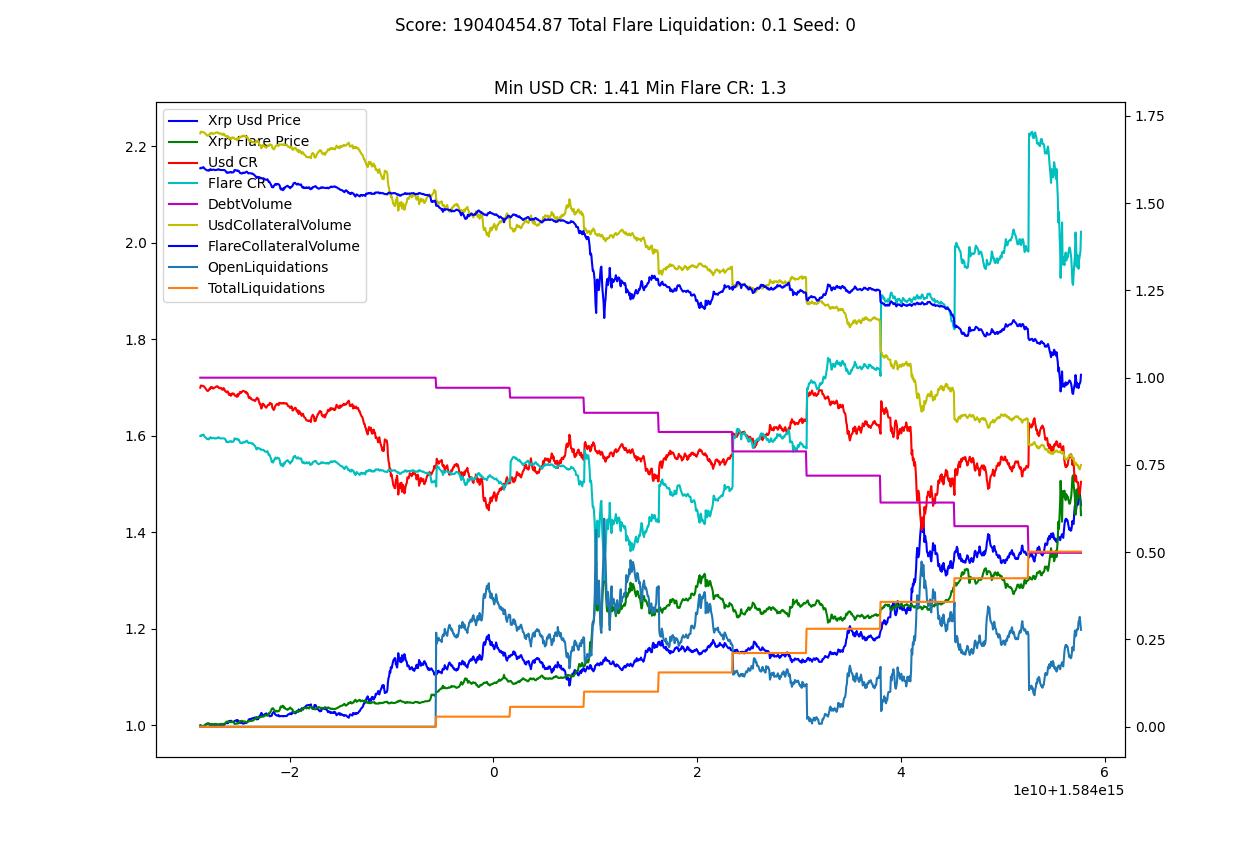 Score: 19040454.87 Total Flare Liquidation: 0.1 Seed: 0
Min USD CR: 1.41 Min Flare CR: 1.3
Xrp Usd Price
Xrp Flare Price
Usd CR
Flare CR
DebtVolume
UsdCollateralVolume
FlareCollateralVolume
OpenLiquidations
TotalLiquidations
2.2
2.0
1.8
1.6
1.4
1.2
1.0
1.75
1.50
1.25
1.00
0.75
0.50
0.25
0.00
−2
0
2
4
6
1e10+1.584e15